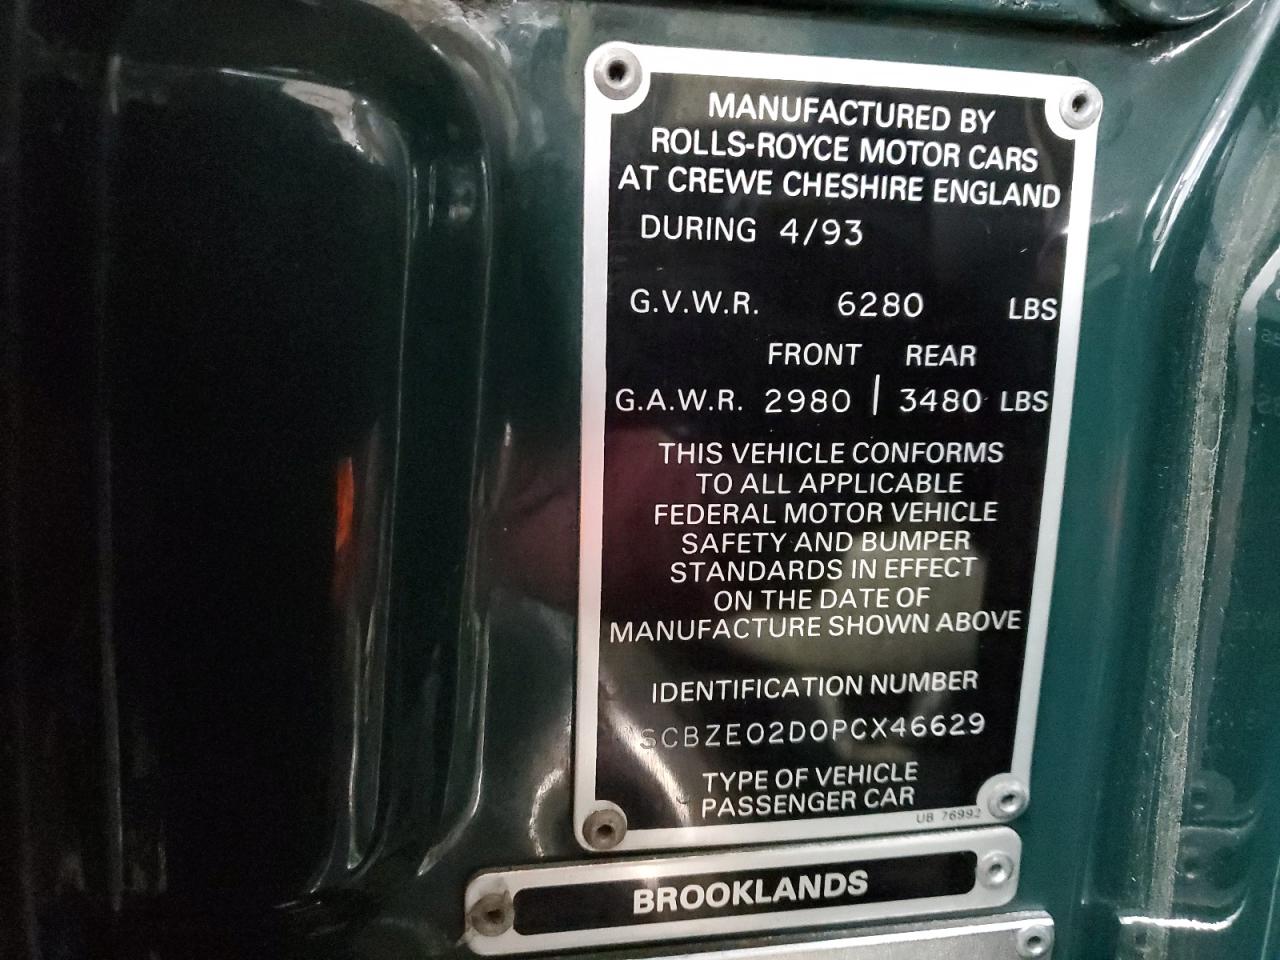 MANUFACTURED BY
ROLLS-ROYCE MOTOR CARS
AT CREWE CHESHIRE ENGLAND
DURING 4/93
G.V.W.R. 6280 LBS
FRONT REAR
G.A.W.R. 2980 | 3480 LBS
THIS VEHICLE CONFORMS
TO ALL APPLICABLE
FEDERAL MOTOR VEHICLE
SAFETY AND BUMPER
STANDARDS IN EFFECT
ON THE DATE OF
MANUFACTURE SHOWN ABOVE
IDENTIFICATION NUMBER
SCBZE02D0PCX46629
TYPE OF VEHICLE
PASSENGER CAR
UB 76992
BROOKLANDS